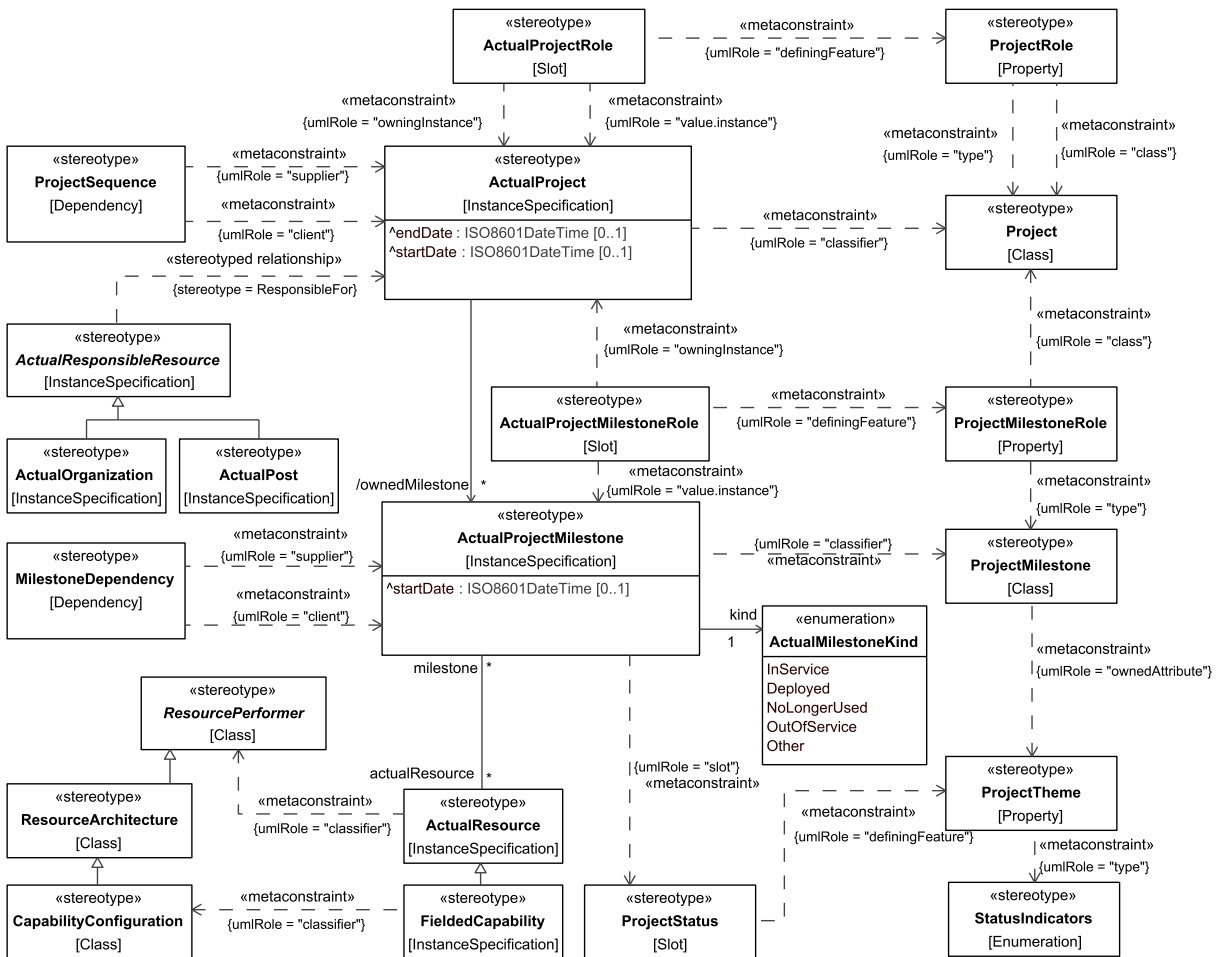 «stereotype»
ActualProjectRole
[Slot]
«metaconstraint»
{umlRole = "definingFeature"}
«stereotype»
ProjectRole
[Property]
«metaconstraint»
{umlRole = "owningInstance"}
«metaconstraint»
{umlRole = "value.instance"}
«metaconstraint»
{umlRole = "type"}
«metaconstraint»
{umlRole = "class"}
«stereotype»
ProjectSequence
[Dependency]
«metaconstraint»
{umlRole = "supplier"}
«metaconstraint»
{umlRole = "client"}
«stereotype»
ActualProject
[InstanceSpecification]
^endDate : ISO8601DateTime [0..1]
^startDate : ISO8601DateTime [0..1]
«metaconstraint»
{umlRole = "classifier"}
«stereotype»
Project
[Class]
«stereotyped relationship»
{stereotype = ResponsibleFor}
«stereotype»
ActualResponsibleResource
[InstanceSpecification]
«metaconstraint»
{umlRole = "owningInstance"}
«metaconstraint»
{umlRole = "class"}
«stereotype»
ActualOrganization
[InstanceSpecification]
«stereotype»
ActualPost
[InstanceSpecification]
«stereotype»
ActualProjectMilestoneRole
[Slot]
«metaconstraint»
{umlRole = "definingFeature"}
«stereotype»
ProjectMilestoneRole
[Property]
/ownedMilestone
*
«metaconstraint»
{umlRole = "value.instance"}
«metaconstraint»
{umlRole = "type"}
«stereotype»
MilestoneDependency
[Dependency]
«metaconstraint»
{umlRole = "supplier"}
«metaconstraint»
{umlRole = "client"}
«stereotype»
ActualProjectMilestone
[InstanceSpecification]
^startDate : ISO8601DateTime [0..1]
{umlRole = "classifier"}
«metaconstraint»
«stereotype»
ProjectMilestone
[Class]
kind
1
«enumeration»
ActualMilestoneKind
InService
Deployed
NoLongerUsed
OutOfService
Other
«metaconstraint»
{umlRole = "ownedAttribute"}
milestone
*
«stereotype»
ResourcePerformer
[Class]
actualResource
*
{umlRole = "slot"}
«metaconstraint»
«stereotype»
ResourceArchitecture
[Class]
«metaconstraint»
{umlRole = "classifier"}
«stereotype»
ActualResource
[InstanceSpecification]
«metaconstraint»
{umlRole = "definingFeature"}
«stereotype»
ProjectTheme
[Property]
«metaconstraint»
{umlRole = "type"}
«stereotype»
CapabilityConfiguration
[Class]
«metaconstraint»
{umlRole = "classifier"}
«stereotype»
FieldedCapability
[InstanceSpecification]
«stereotype»
ProjectStatus
[Slot]
«stereotype»
StatusIndicators
[Enumeration]